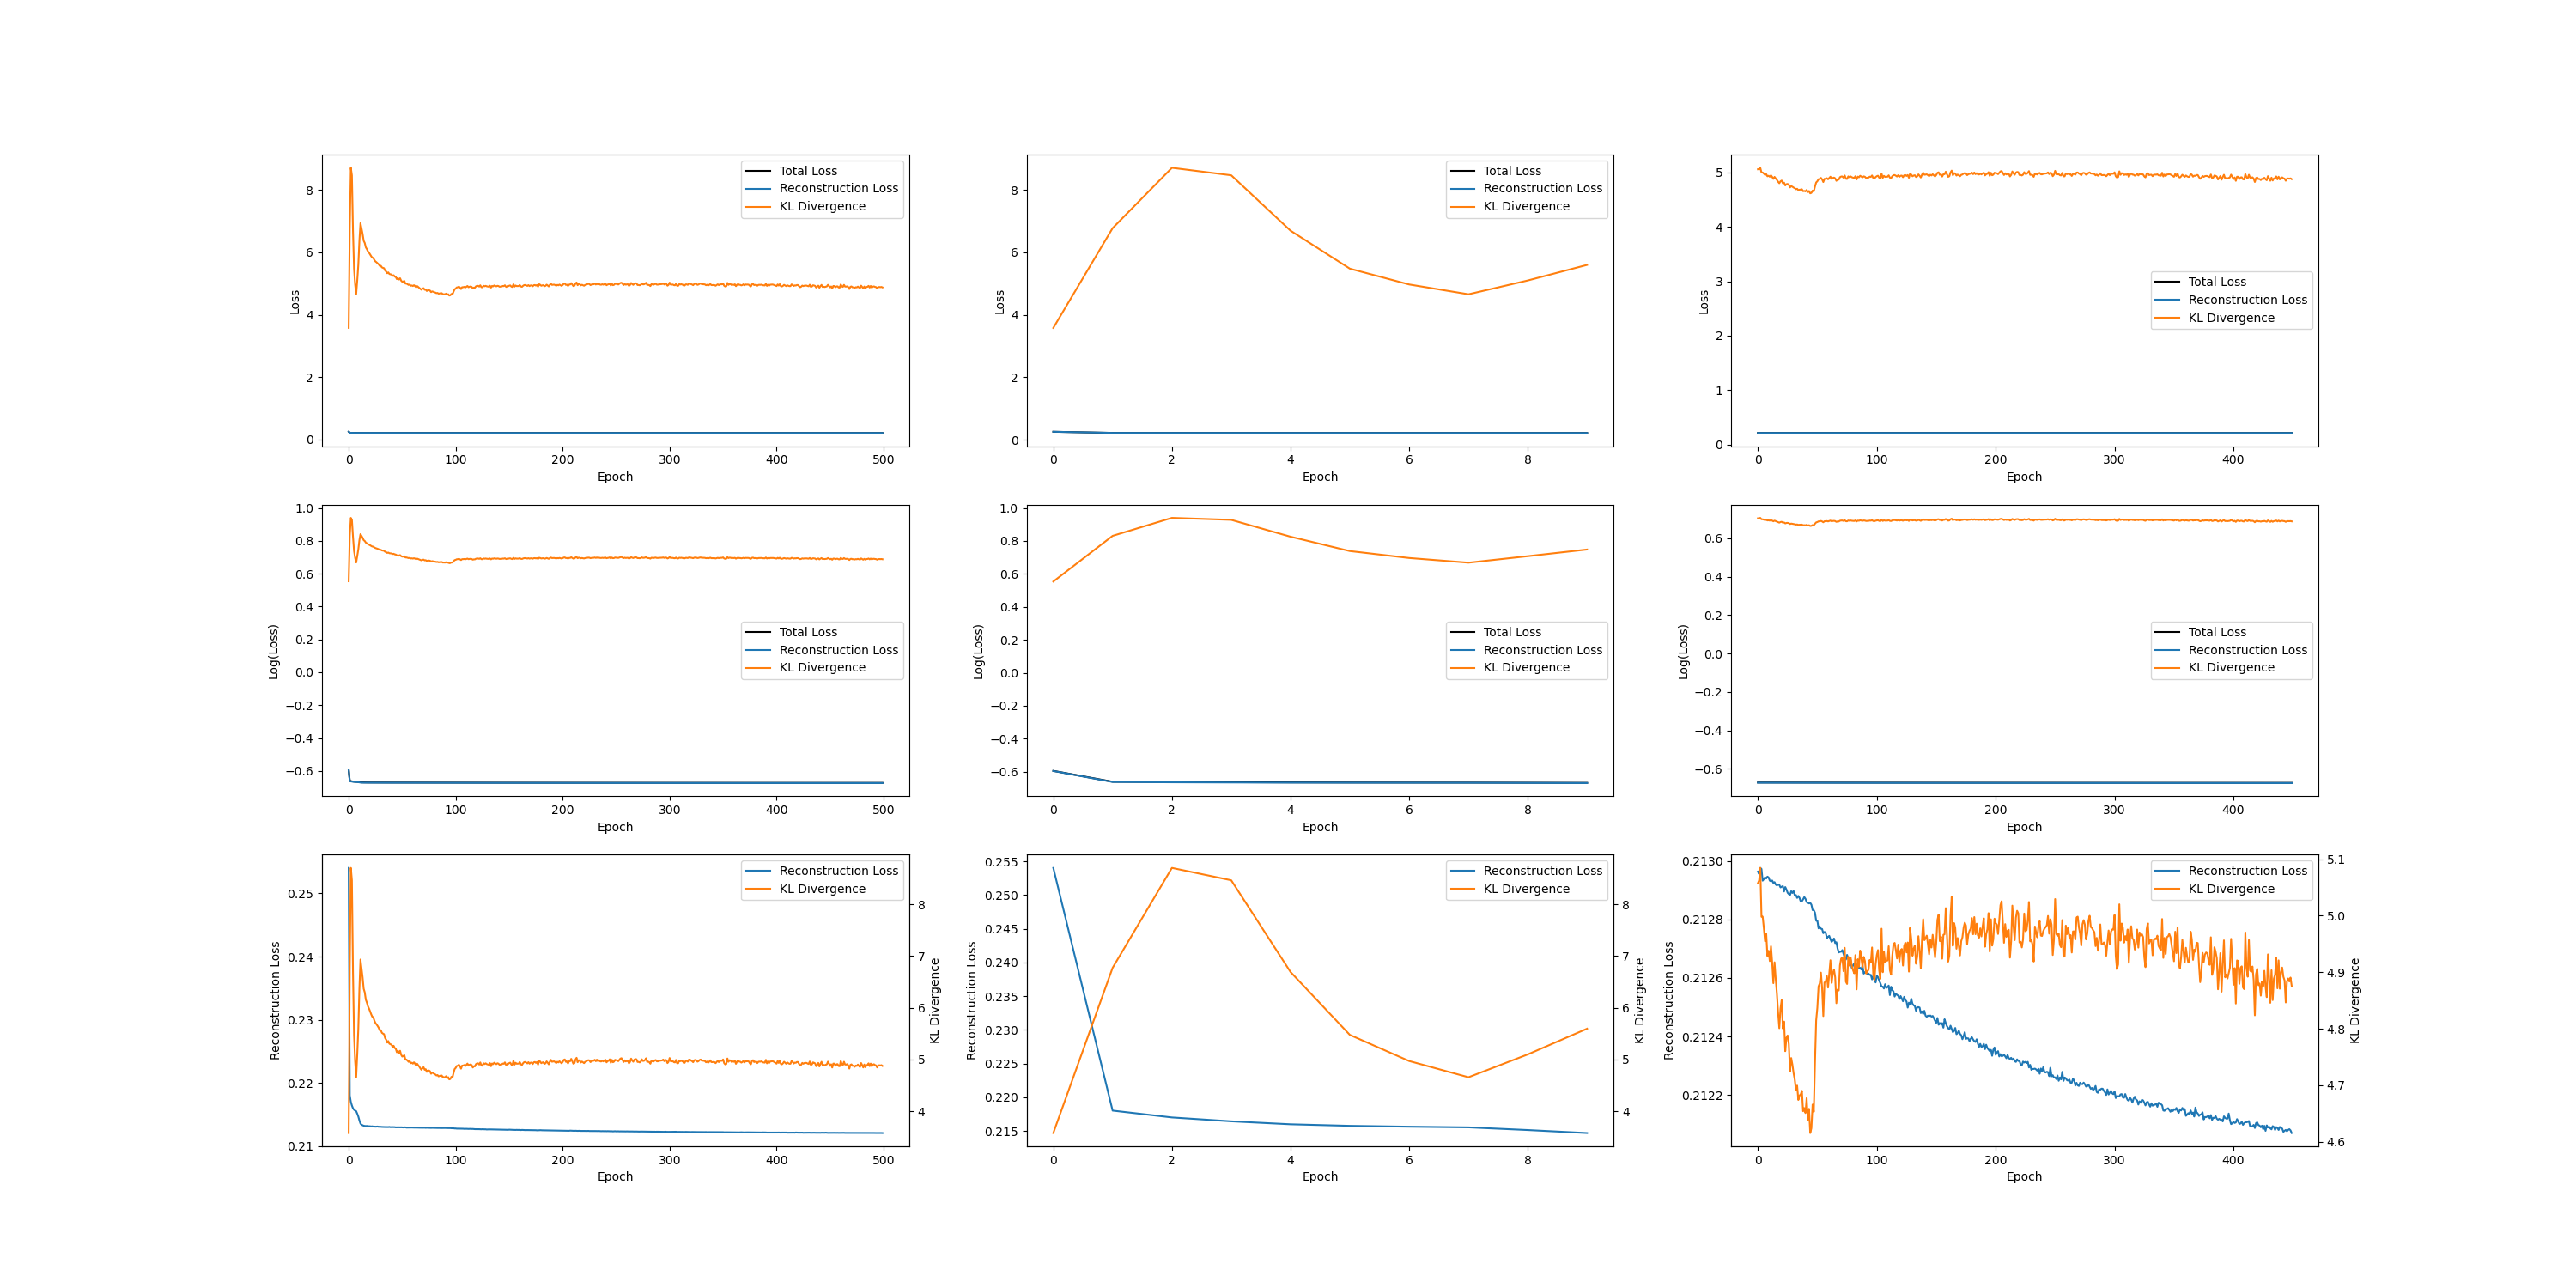 Total Loss
Reconstruction Loss
KL Divergence
8
6
4
2
0
Loss
0 100 200 300 400 500
Epoch
Total Loss
Reconstruction Loss
KL Divergence
8
6
4
2
0
Loss
0 2 4 6 8
Epoch
5
4
3
2
1
0
Loss
Total Loss
Reconstruction Loss
KL Divergence
0 100 200 300 400
Epoch
1.0
0.8
0.6
0.4
0.2
0.0
−0.2
−0.4
−0.6
Log(Loss)
Total Loss
Reconstruction Loss
KL Divergence
0 100 200 300 400 500
Epoch
1.0
0.8
0.6
0.4
0.2
0.0
−0.2
−0.4
−0.6
Log(Loss)
Total Loss
Reconstruction Loss
KL Divergence
0 2 4 6 8
Epoch
0.6
0.4
0.2
0.0
−0.2
−0.4
−0.6
Log(Loss)
Total Loss
Reconstruction Loss
KL Divergence
0 100 200 300 400
Epoch
Reconstruction Loss
KL Divergence
0.25
0.24
0.23
0.22
0.21
Reconstruction Loss
8
7
6
5
4
KL Divergence
0 100 200 300 400 500
Epoch
Reconstruction Loss
KL Divergence
0.255
0.250
0.245
0.240
0.235
0.230
0.225
0.220
0.215
Reconstruction Loss
8
7
6
5
4
KL Divergence
0 2 4 6 8
Epoch
Reconstruction Loss
KL Divergence
0.2130
0.2128
0.2126
0.2124
0.2122
Reconstruction Loss
5.1
5.0
4.9
4.8
4.7
4.6
KL Divergence
0 100 200 300 400
Epoch